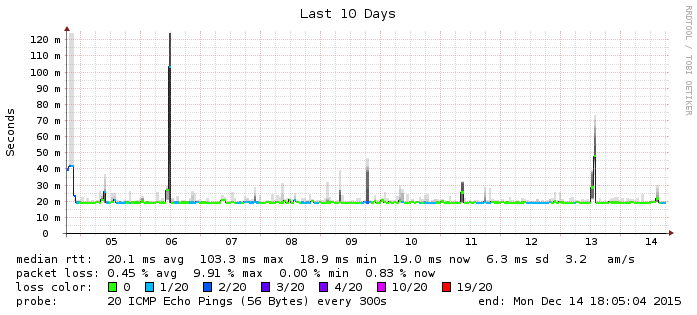 Last 10 Days
RRDTOOL / TOBI OETIKER
Seconds
120 m
110 m
100 m
90 m
80 m
70 m
60 m
50 m
40 m
30 m
20 m
10 m
0
05 06 07 08 09 10 11 12 13 14
median rtt: 20.1 ms avg 103.3 ms max 18.9 ms min 19.0 ms now 6.3 ms sd 3.2 am/s
packet loss: 0.45 % avg 9.91 % max 0.00 % min 0.83 % now
loss color: 0 1/20 2/20 3/20 4/20 10/20 19/20
probe: 20 ICMP Echo Pings (56 Bytes) every 300s end: Mon Dec 14 18:05:04 2015